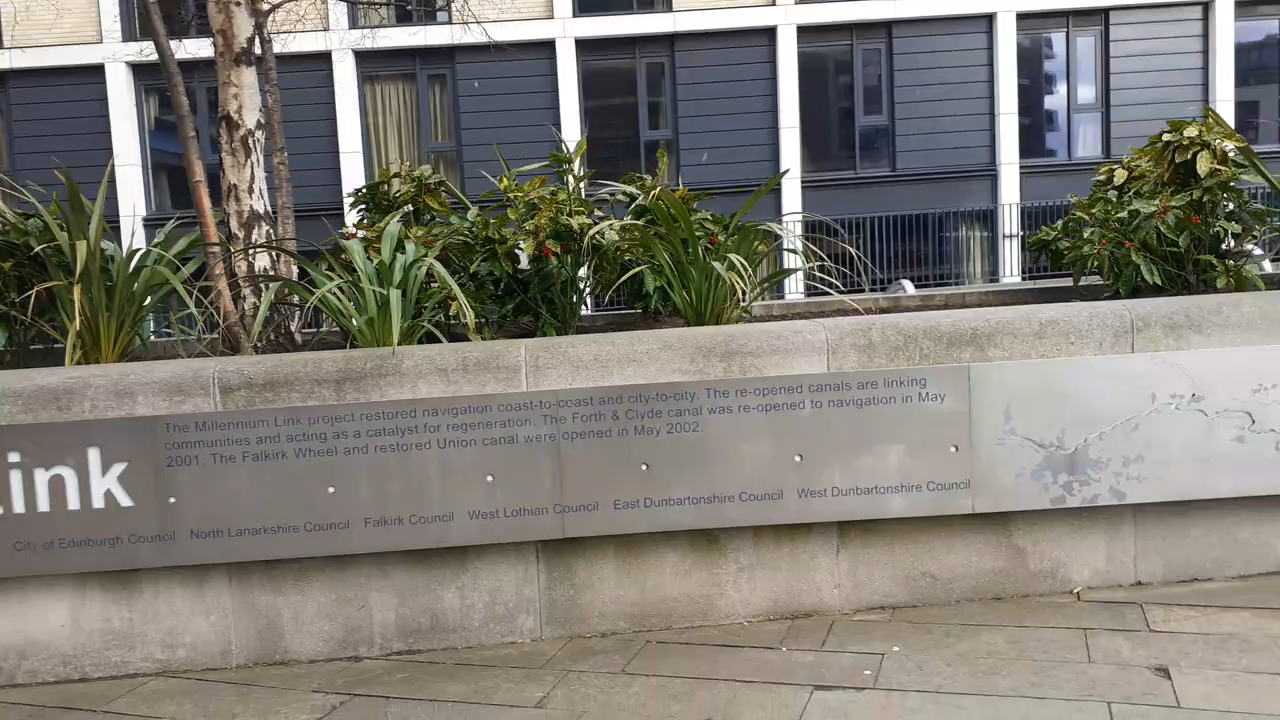 The Millennium Link project restored navigation coast-to-coast and city-to-city. The re-opened canals are linking
communities and acting as a catalyst for regeneration. The Forth & Clyde canal was re-opened to navigation in May
2001. The Falkirk Wheel and restored Union canal were opened in May 2002.
Link
City of Edinburgh Council North Lanarkshire Council Falkirk Council West Lothian Council East Dunbartonshire Council West Dunbartonshire Council